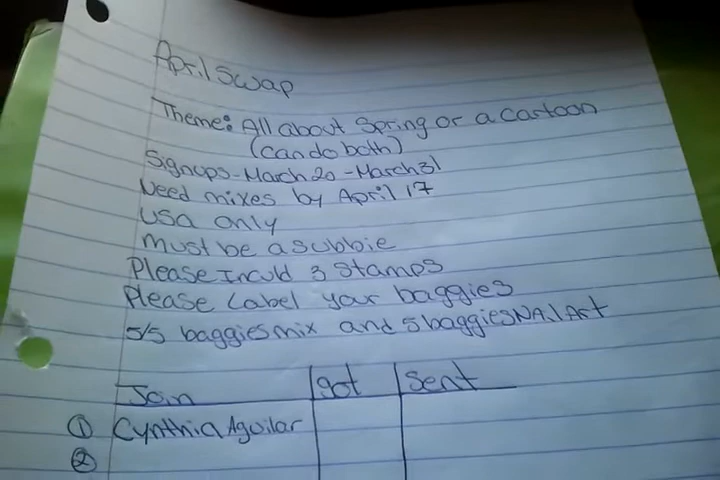 April Swap
Theme: All about Spring or a Cartoon
(can do both)
Signups - March 20 - March 31
Need mixes by April 17
USA only
must be a subbie
Please Inculd 3 Stamps
Please Label your baggies
5/5 baggies mix and 5 baggies NAil Art
Join got Sent
① Cynthia Aguilar
②